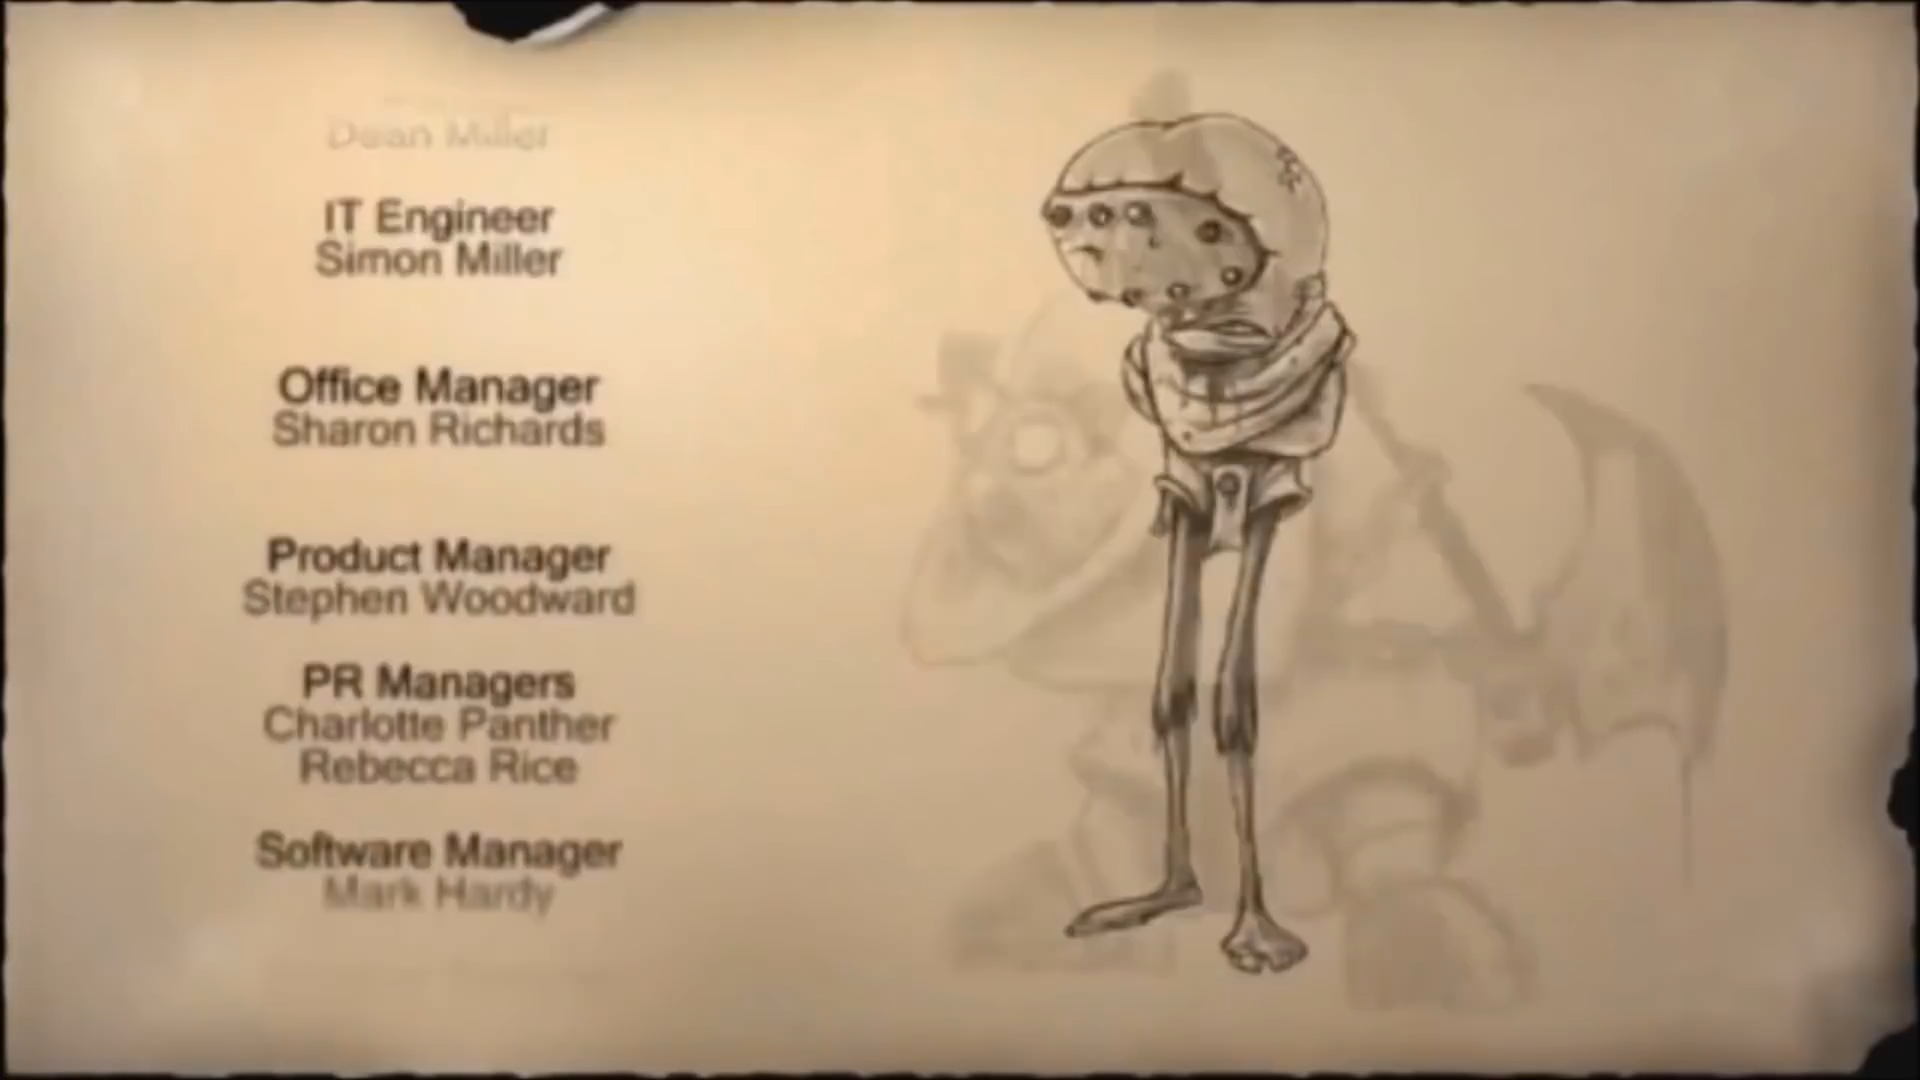 Dean Miller
IT Engineer
Simon Miller
Office Manager
Sharon Richards
Product Manager
Stephen Woodward
PR Managers
Charlotte Panther
Rebecca Rice
Software Manager
Mark Hardy